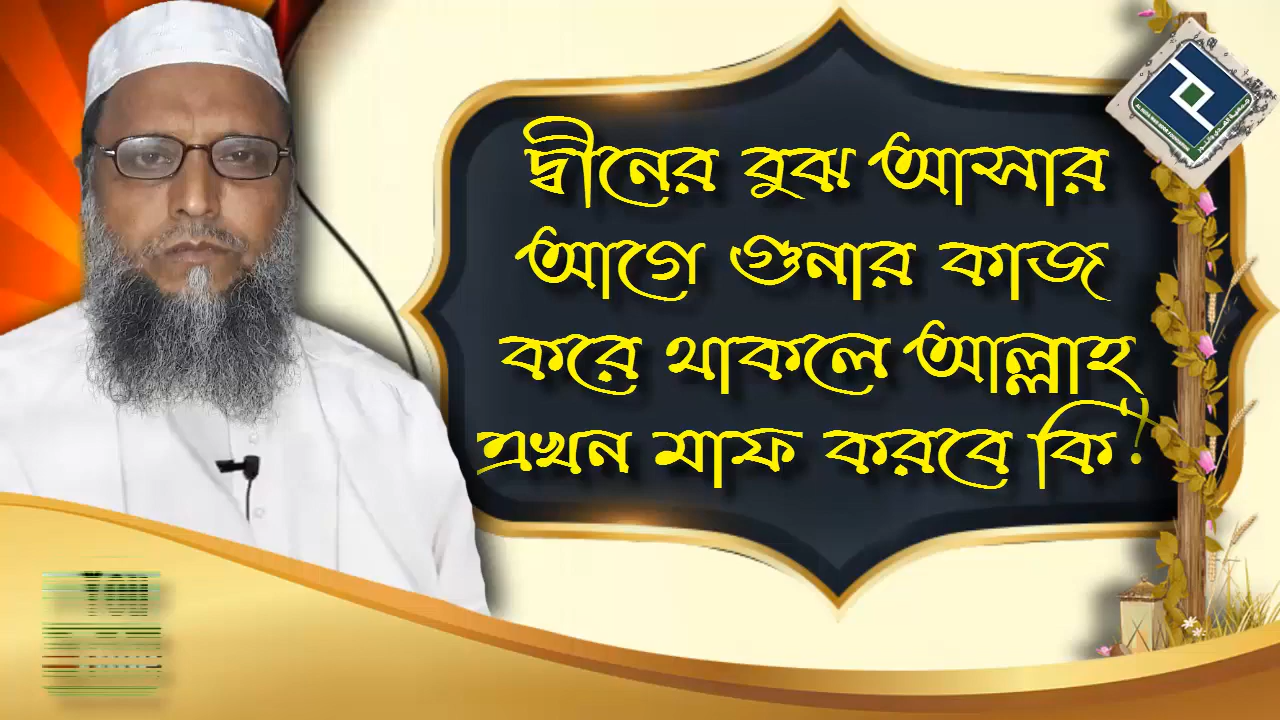 দ্বীনের বুঝ আসার
আগে গুনার কাজ
করে থাকলে আল্লাহ
এখন মাফ করবে কি?